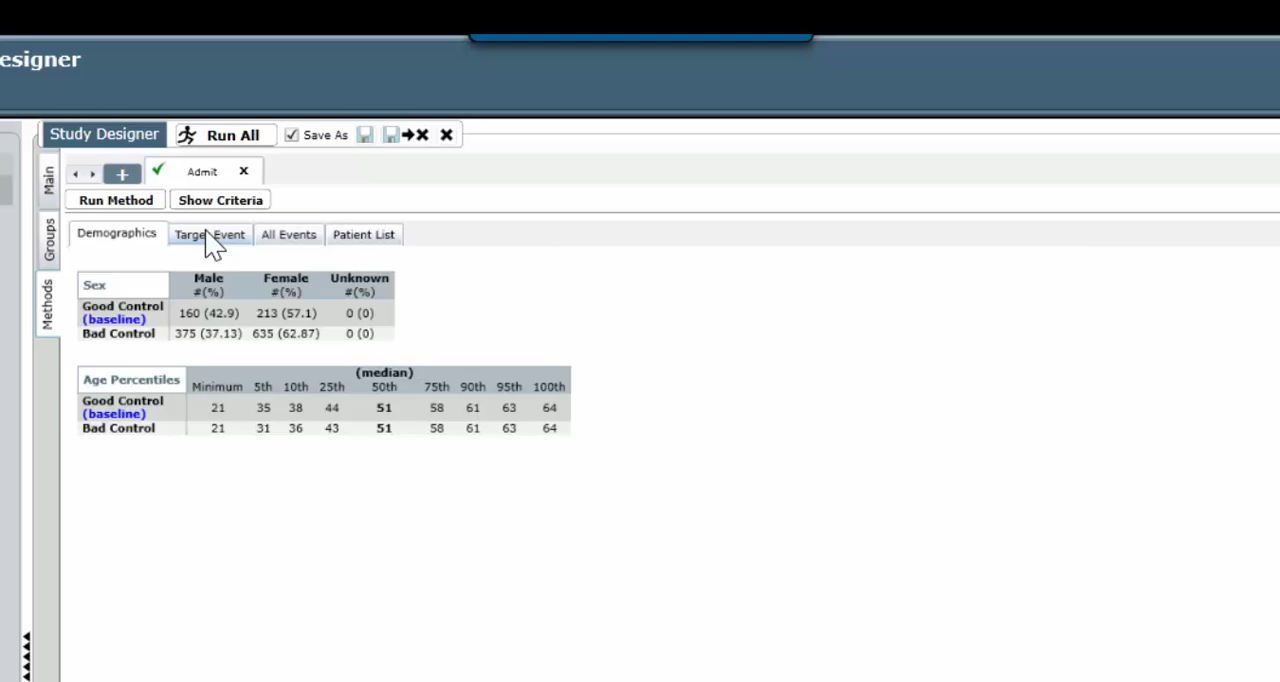 esigner
Study Designer Run All Save As
Main
Groups
Methods
+ Admit x
Run Method Show Criteria
Demographics Target Event All Events Patient List
Sex Male #(%) Female #(%) Unknown #(%)
Good Control (baseline) 160 (42.9) 213 (57.1) 0 (0)
Bad Control 375 (37.13) 635 (62.87) 0 (0)
Age Percentiles Minimum 5th 10th 25th (median) 50th 75th 90th 95th 100th
Good Control (baseline) 21 35 38 44 51 58 61 63 64
Bad Control 21 31 36 43 51 58 61 63 64